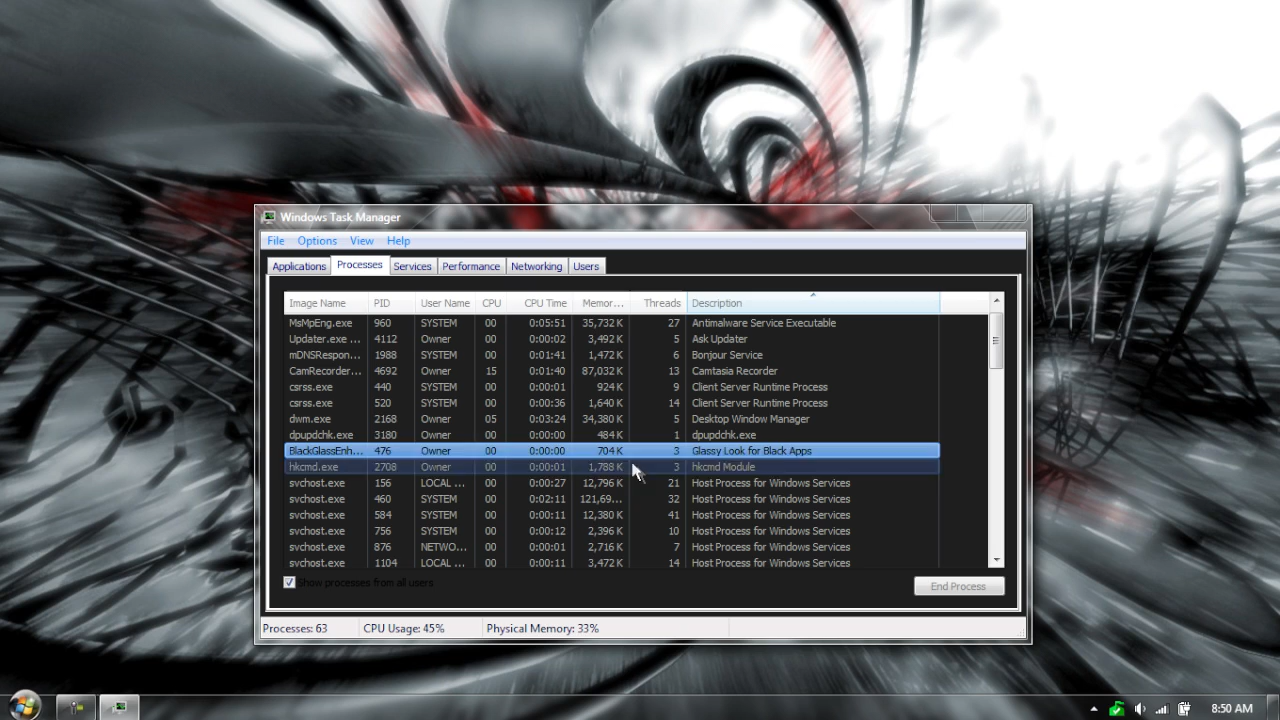 Windows Task Manager
File Options View Help
Applications Processes Services Performance Networking Users
Image Name PID User Name CPU CPU Time Memor... Threads Description
MsMpEng.exe 960 SYSTEM 00 0:05:51 35,732 K 27 Antimalware Service Executable
Updater.exe ... 4112 Owner 00 0:00:02 3,492 K 5 Ask Updater
mDNSRespon... 1988 SYSTEM 00 0:01:41 1,472 K 6 Bonjour Service
CamRecorder... 4692 Owner 15 0:01:40 87,032 K 13 Camtasia Recorder
csrss.exe 440 SYSTEM 00 0:00:01 924 K 9 Client Server Runtime Process
csrss.exe 520 SYSTEM 00 0:00:36 1,640 K 14 Client Server Runtime Process
dwm.exe 2168 Owner 05 0:03:24 34,380 K 5 Desktop Window Manager
dpupdchk.exe 3180 Owner 00 0:00:00 484 K 1 dpupdchk.exe
BlackGlassEnh... 476 Owner 00 0:00:00 704 K 3 Glassy Look for Black Apps
hkcmd.exe 2708 Owner 00 0:00:01 1,788 K 3 hkcmd Module
svchost.exe 156 LOCAL ... 00 0:00:27 12,796 K 21 Host Process for Windows Services
svchost.exe 460 SYSTEM 00 0:02:11 121,69... 32 Host Process for Windows Services
svchost.exe 584 SYSTEM 00 0:00:11 12,380 K 41 Host Process for Windows Services
svchost.exe 756 SYSTEM 00 0:00:12 2,396 K 10 Host Process for Windows Services
svchost.exe 876 NETWO... 00 0:00:01 2,716 K 7 Host Process for Windows Services
svchost.exe 1104 LOCAL ... 00 0:00:11 3,472 K 14 Host Process for Windows Services
Show processes from all users
End Process
Processes: 63 CPU Usage: 45% Physical Memory: 33%
8:50 AM